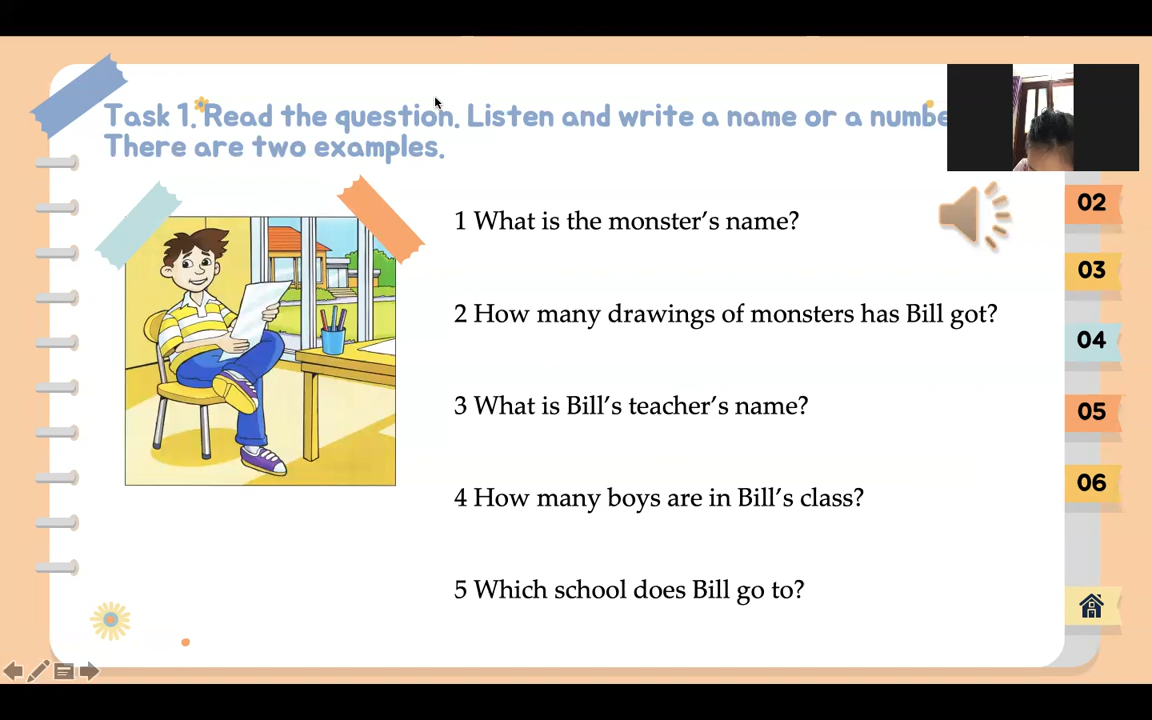 Task 1. Read the question. Listen and write a name or a numbe
There are two examples.
1 What is the monster's name?
2 How many drawings of monsters has Bill got?
3 What is Bill's teacher's name?
4 How many boys are in Bill's class?
5 Which school does Bill go to?
02
03
04
05
06